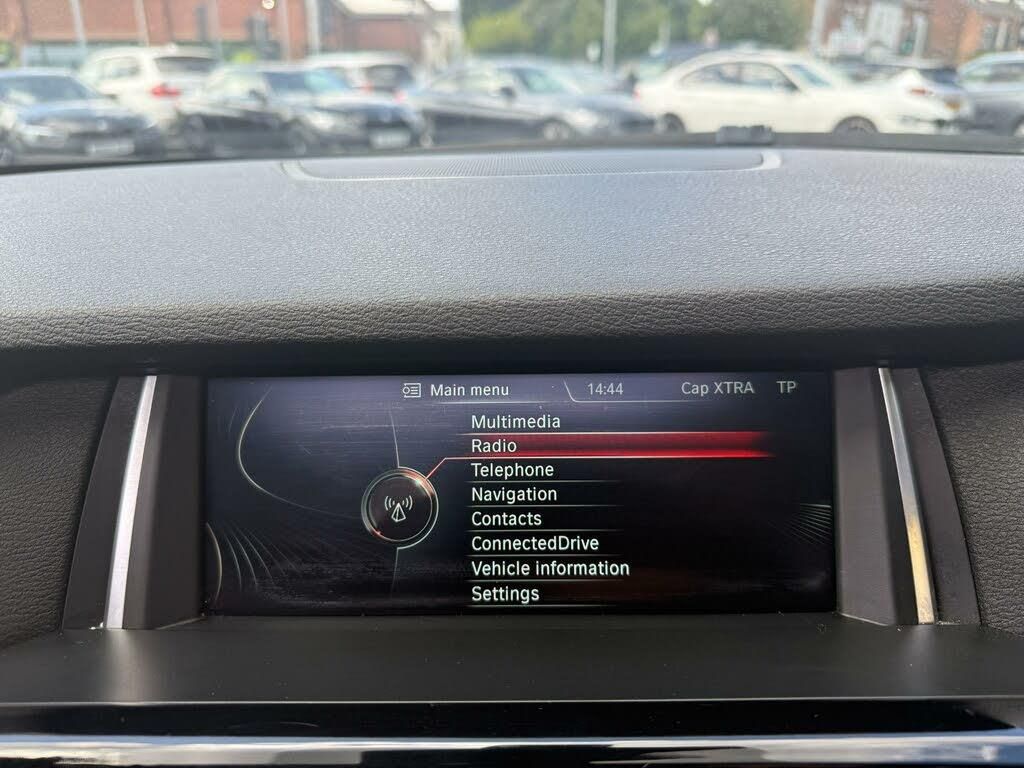 Main menu 14:44 Cap XTRA TP
Multimedia
Radio
Telephone
Navigation
Contacts
ConnectedDrive
Vehicle information
Settings